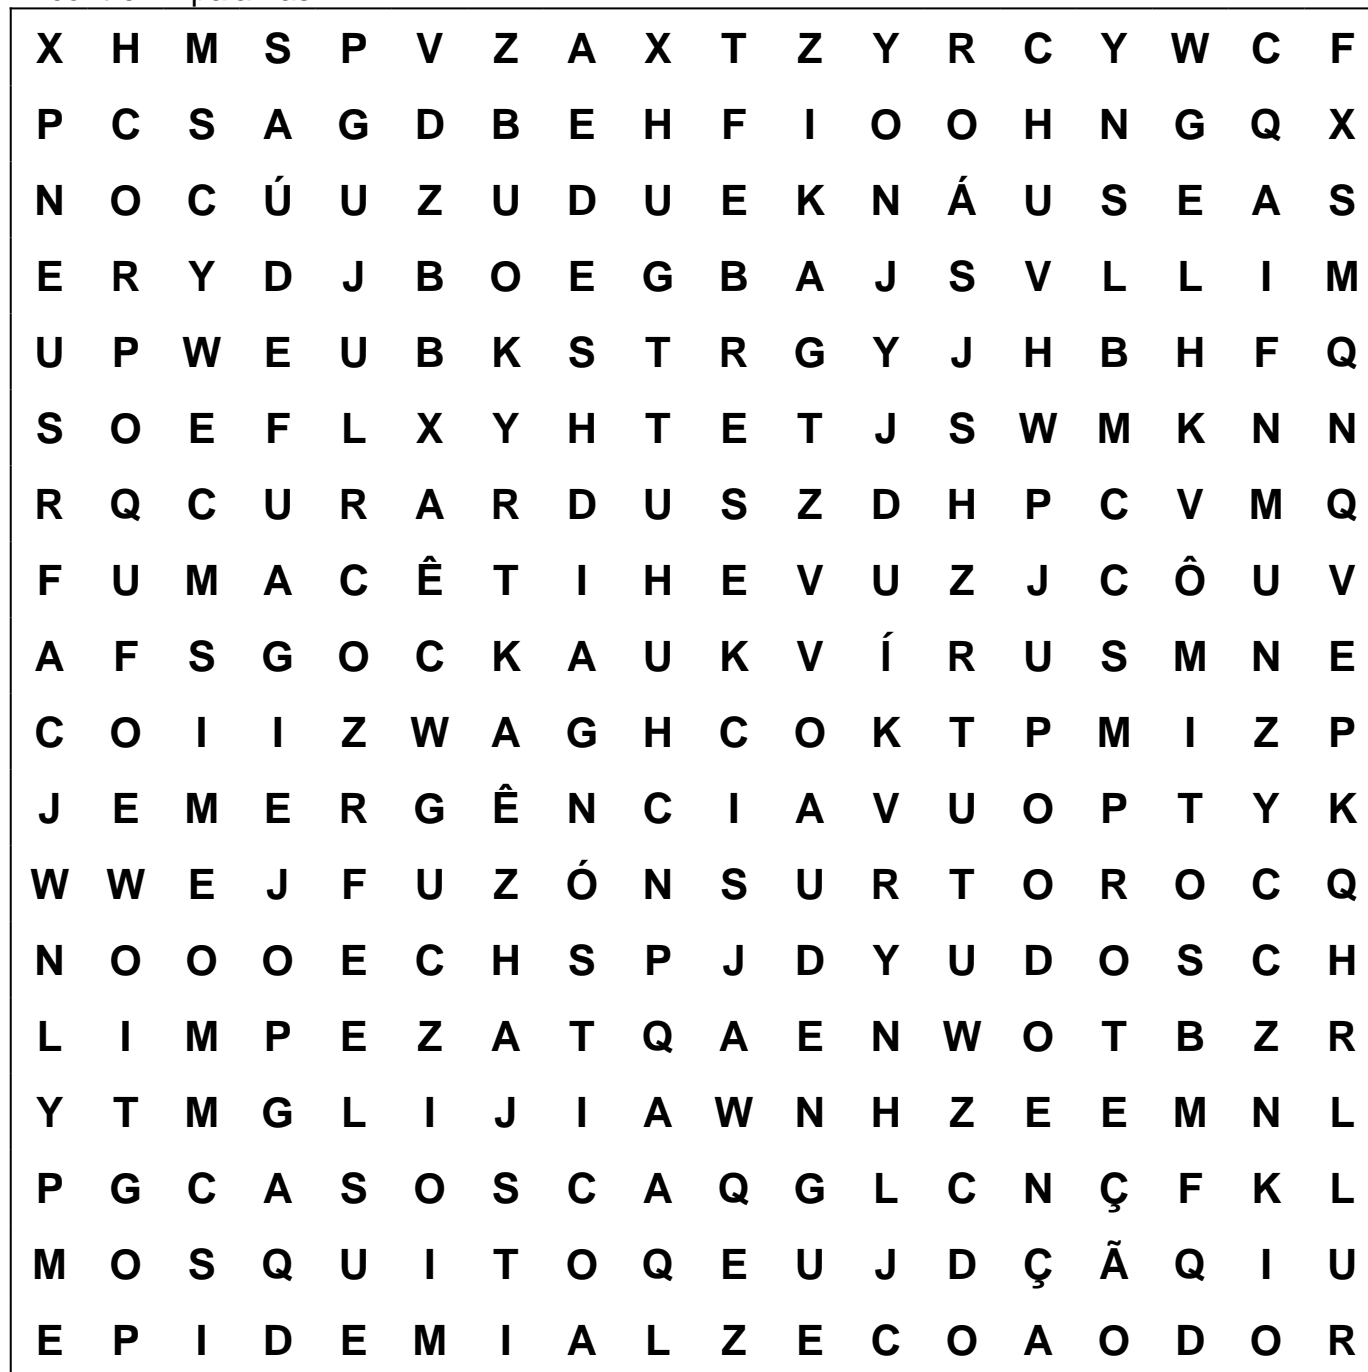 X H M S P V Z A X T Z Y R C Y W C F
P C S A G D B E H F I O O H N G Q X
N O C Ú U Z U D U E K N Á U S E A S
E R Y D J B O E G B A J S V L L I M
U P W E U B K S T R G Y J H B H F Q
S O E F L X Y H T E T J S W M K N N
R Q C U R A R D U S Z D H P C V M Q
F U M A C Ê T I H E V U Z J C Ô U V
A F S G O C K A U K V Í R U S M N E
C O I I Z W A G H C O K T P M I Z P
J E M E R G Ê N C I A V U O P T Y K
W W E J F U Z Ó N S U R T O R O C Q
N O O O E C H S P J D Y U D O S C H
L I M P E Z A T Q A E N W O T B Z R
Y T M G L I J I A W N H Z E E M N L
P G C A S O S C A Q G L C N Ç F K L
M O S Q U I T O Q E U J D Ç Ã Q I U
E P I D E M I A L Z E C O A O D O R